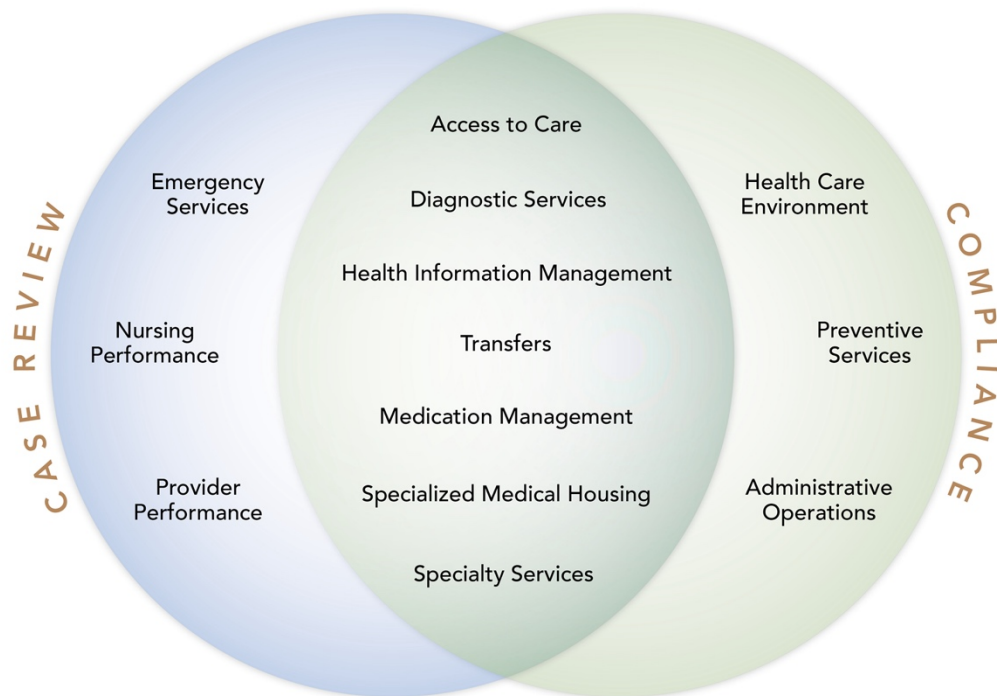 CASE REVIEW
Emergency
Services
Nursing
Performance
Provider
Performance
Access to Care
Diagnostic Services
Health Information Management
Transfers
Medication Management
Specialized Medical Housing
Specialty Services
Health Care
Environment
Preventive
Services
Administrative
Operations
COMPLIANCE